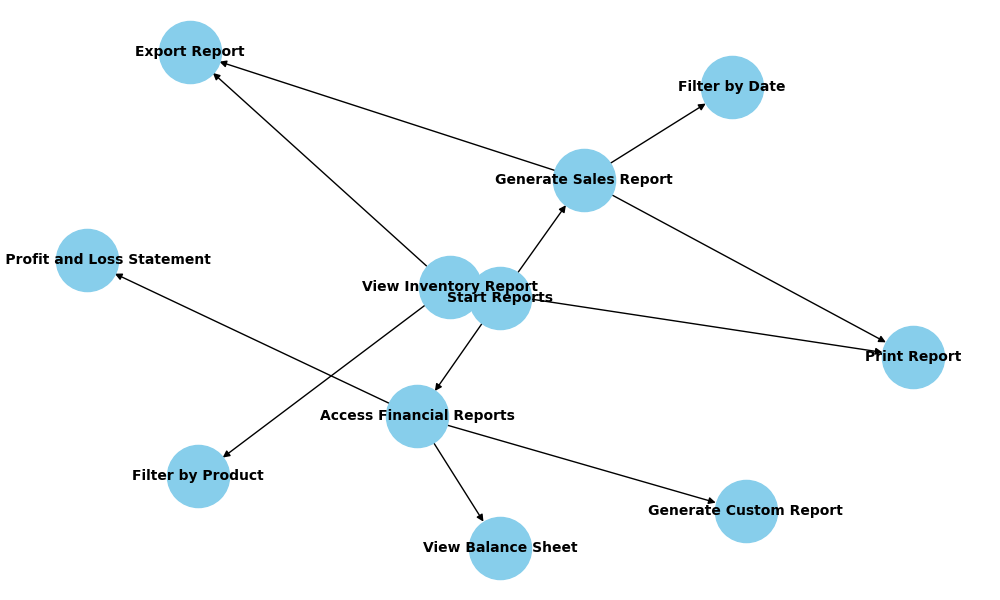 Export Report
Filter by Date
Generate Sales Report
Profit and Loss Statement
View Inventory Report
Start Reports
Print Report
Access Financial Reports
Filter by Product
Generate Custom Report
View Balance Sheet